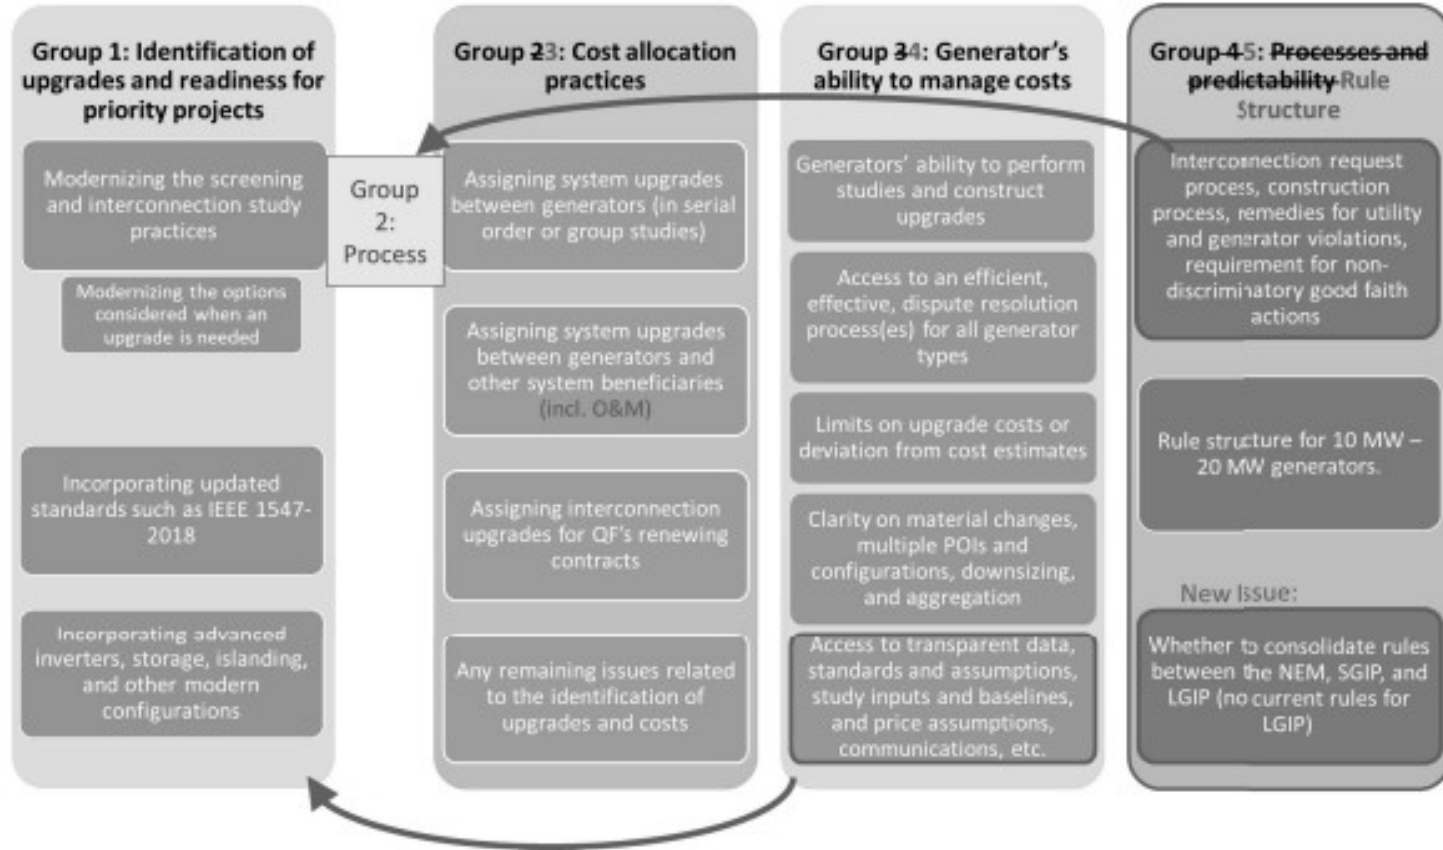 Group 1: Identification of
upgrades and readiness for
priority projects
Modernizing the screening
and interconnection study
practices
Modernizing the options
considered when an
upgrade is needed
Incorporating updated
standards such as IEEE 1547-
2018
Incorporating advanced
inverters, storage, islanding,
and other modern
configurations
Group
2:
Process
Group 23: Cost allocation
practices
Assigning system upgrades
between generators (in serial
order or group studies)
Assigning system upgrades
between generators and
other system beneficiaries
(incl. O&M)
Assigning interconnection
upgrades for QF's renewing
contracts
Any remaining issues related
to the identification of
upgrades and costs
Group 34: Generator's
ability to manage costs
Generators' ability to perform
studies and construct
upgrades
Access to an efficient,
effective, dispute resolution
process(es) for all generator
types
Limits on upgrade costs or
deviation from cost estimates
Clarity on material changes,
multiple POIs and
configurations, downsizing,
and aggregation
Access to transparent data,
standards and assumptions,
study inputs and baselines,
and price assumptions,
communications, etc.
Group 4 5: Processes and
predictability Rule
Structure
Interconnection request
process, construction
process, remedies for utility
and generator violations,
requirement for non-
discriminatory good faith
actions
Rule structure for 10 MW –
20 MW generators.
New Issue:
Whether to consolidate rules
between the NEM, SGIP, and
LGIP (no current rules for
LGIP)